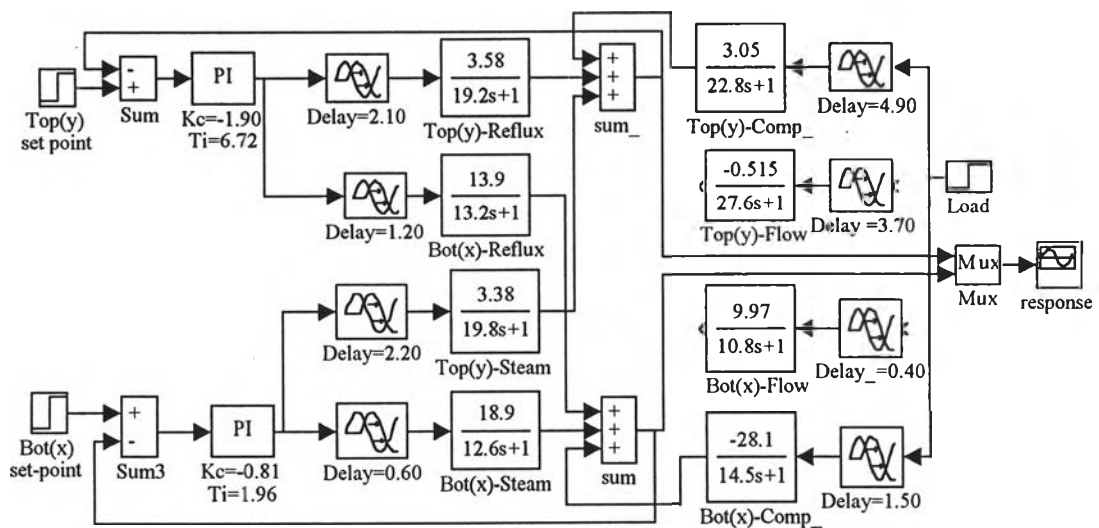 -
+
Sum
Top(y)
set point
PI
Kc=-1.90
Ti=6.72
Delay=2.10
3.58
19.2s+1
Top(y)-Reflux
+
+
+
sum_
3.05
22.8s+1
Top(y)-Comp_
Delay=4.90
Delay=1.20
13.9
13.2s+1
Bot(x)-Reflux
-0.515
27.6s+1
Top(y)-Flow
Delay =3.70
Load
Mux
Mux
response
Delay=2.20
3.38
19.8s+1
Top(y)-Steam
9.97
10.8s+1
Bot(x)-Flow
Delay_=0.40
Bot(x)
set-point
+
-
Sum3
PI
Kc=-0.81
Ti=1.96
Delay=0.60
18.9
12.6s+1
Bot(x)-Steam
+
+
+
sum
-28.1
14.5s+1
Bot(x)-Comp_
Delay=1.50